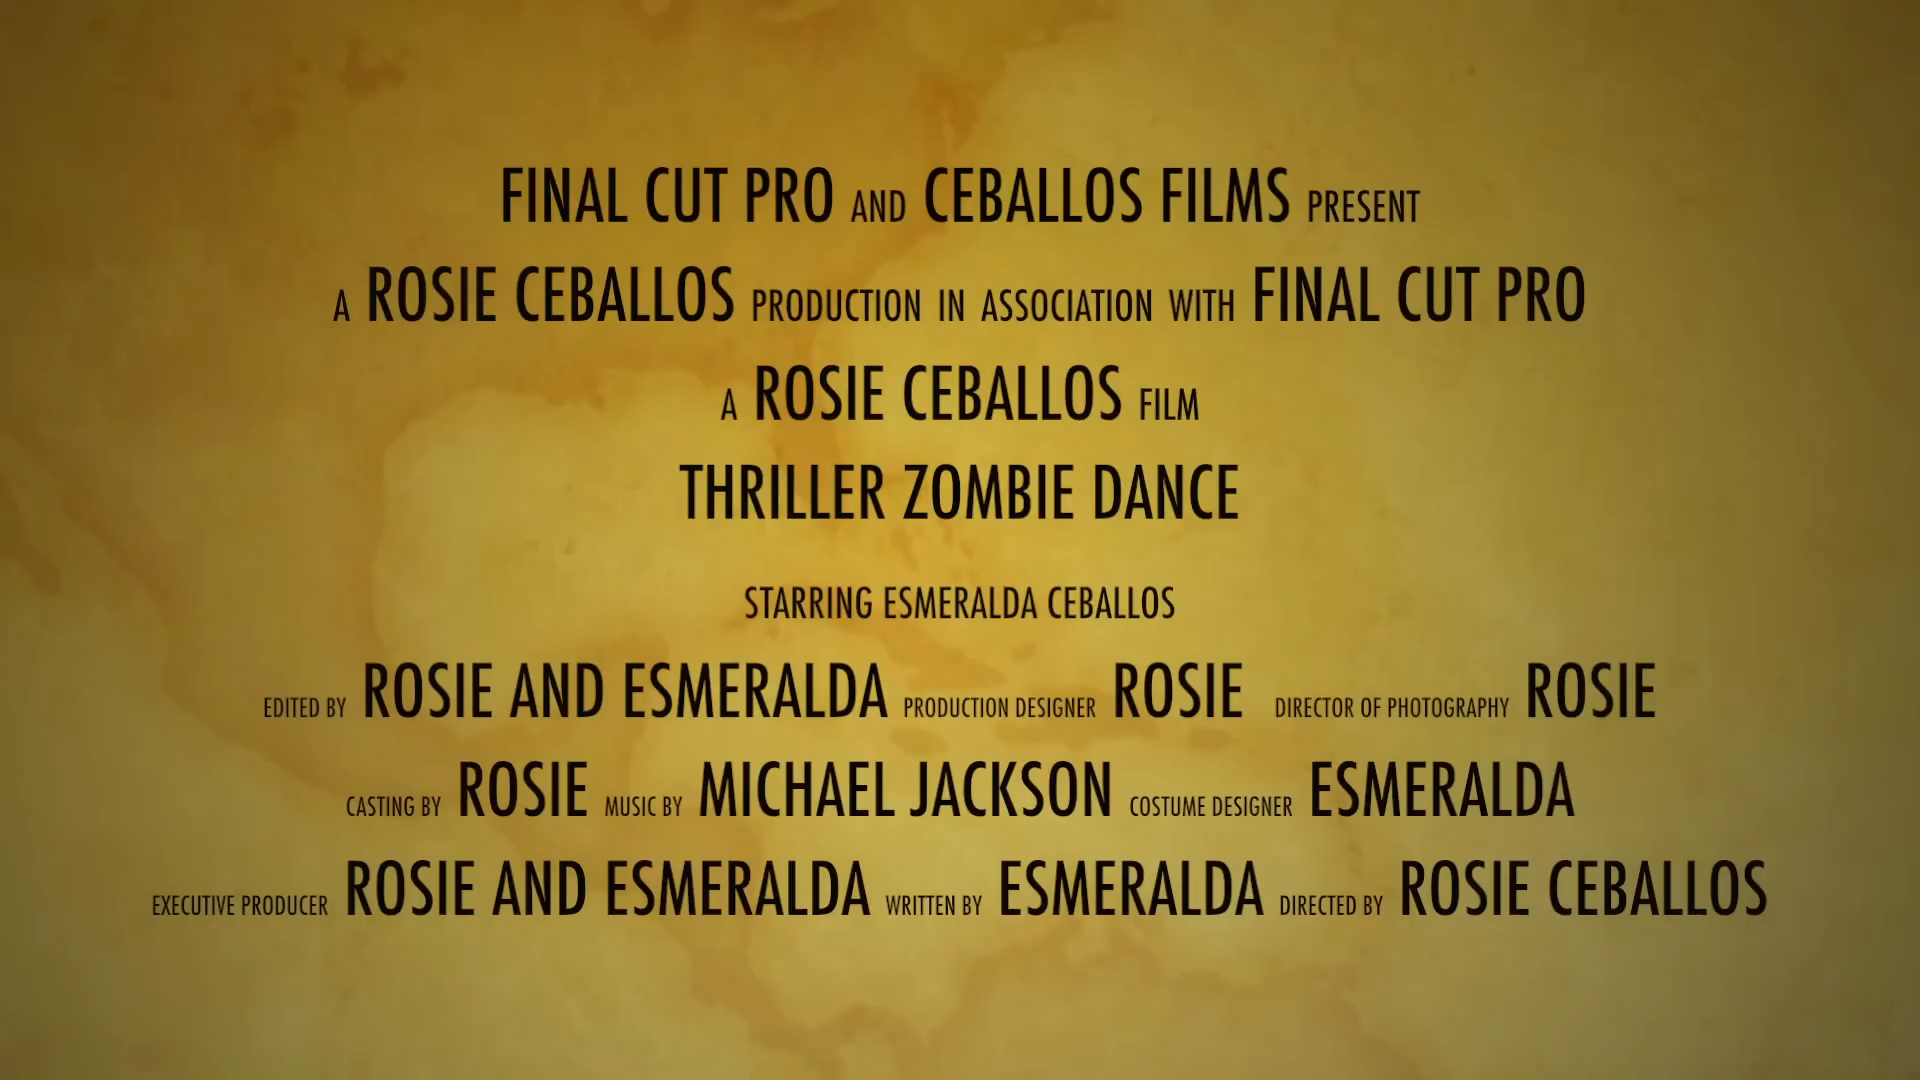 FINAL CUT PRO AND CEBALLOS FILMS PRESENT
A ROSIE CEBALLOS PRODUCTION IN ASSOCIATION WITH FINAL CUT PRO
A ROSIE CEBALLOS FILM
THRILLER ZOMBIE DANCE
STARRING ESMERALDA CEBALLOS
EDITED BY ROSIE AND ESMERALDA PRODUCTION DESIGNER ROSIE DIRECTOR OF PHOTOGRAPHY ROSIE
CASTING BY ROSIE MUSIC BY MICHAEL JACKSON COSTUME DESIGNER ESMERALDA
EXECUTIVE PRODUCER ROSIE AND ESMERALDA WRITTEN BY ESMERALDA DIRECTED BY ROSIE CEBALLOS